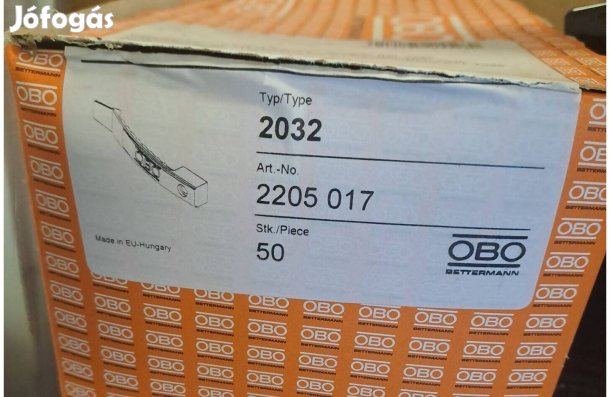 Jófogás
Typ/Type
2032
Art.-No.
2205 017
Stk./Piece
50
Made in EU-Hungary
OBO
BETTERMANN